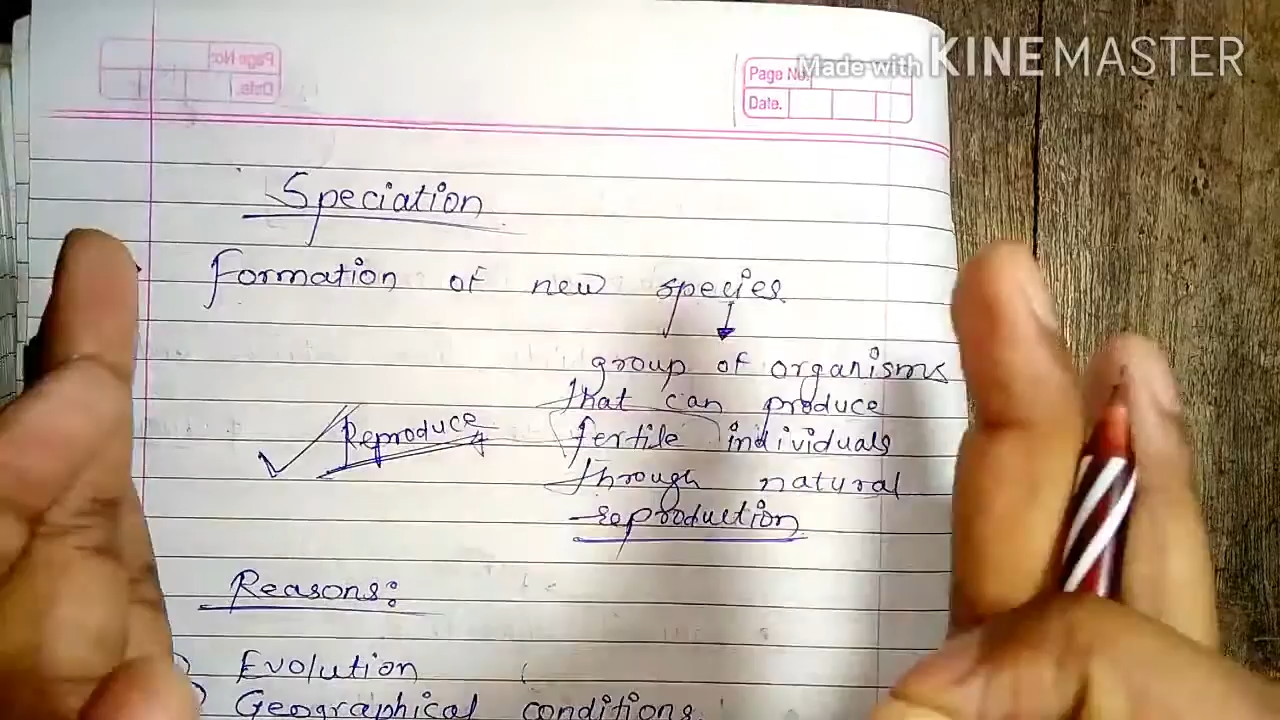 Page No.
Made with KINEMASTER
Page No.
Date.
Date.
Speciation
Formation of new species
group of organisms
that can produce
Reproduce
fertile individuals
through natural
reproduction
Reasons:
Evolution
Geographical conditions.